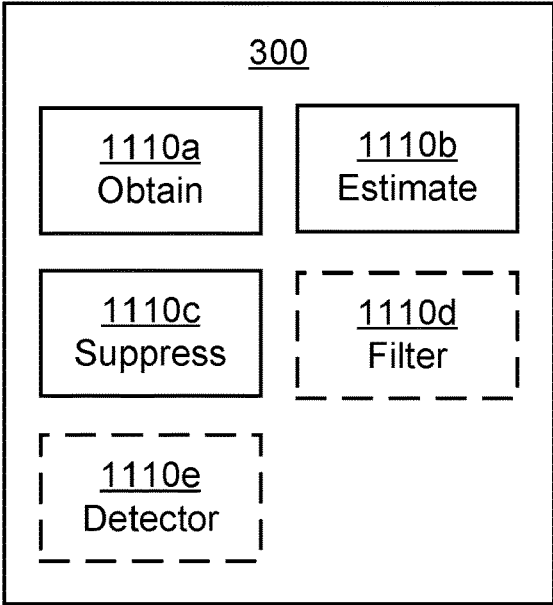 300
1110a
Obtain
1110b
Estimate
1110c
Suppress
1110d
Filter
1110e
Detector